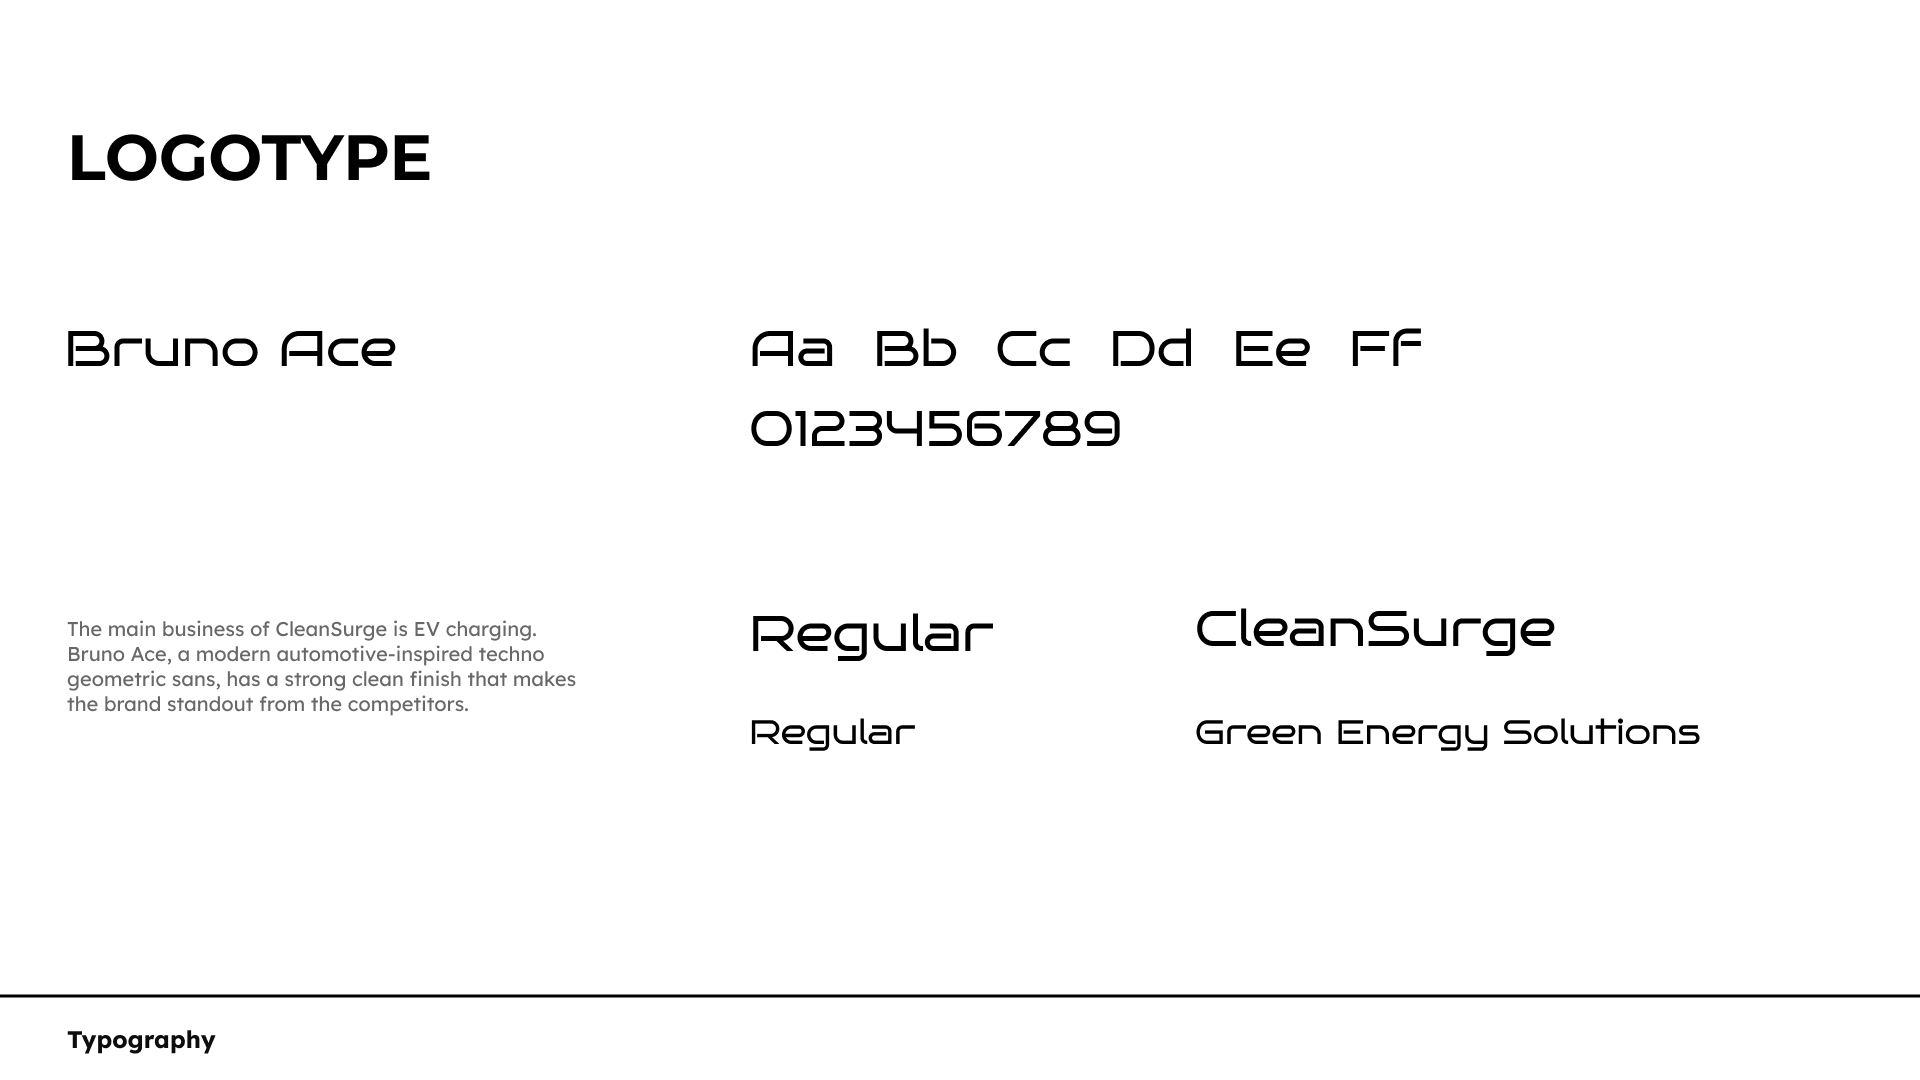 LOGOTYPE
Bruno Ace
Aa Bb Cc Dd Ee Ff
0123456789
The main business of CleanSurge is EV charging.
Bruno Ace, a modern automotive-inspired techno
geometric sans, has a strong clean finish that makes
the brand standout from the competitors.
Regular
CleanSurge
Regular
Green Energy Solutions
Typography